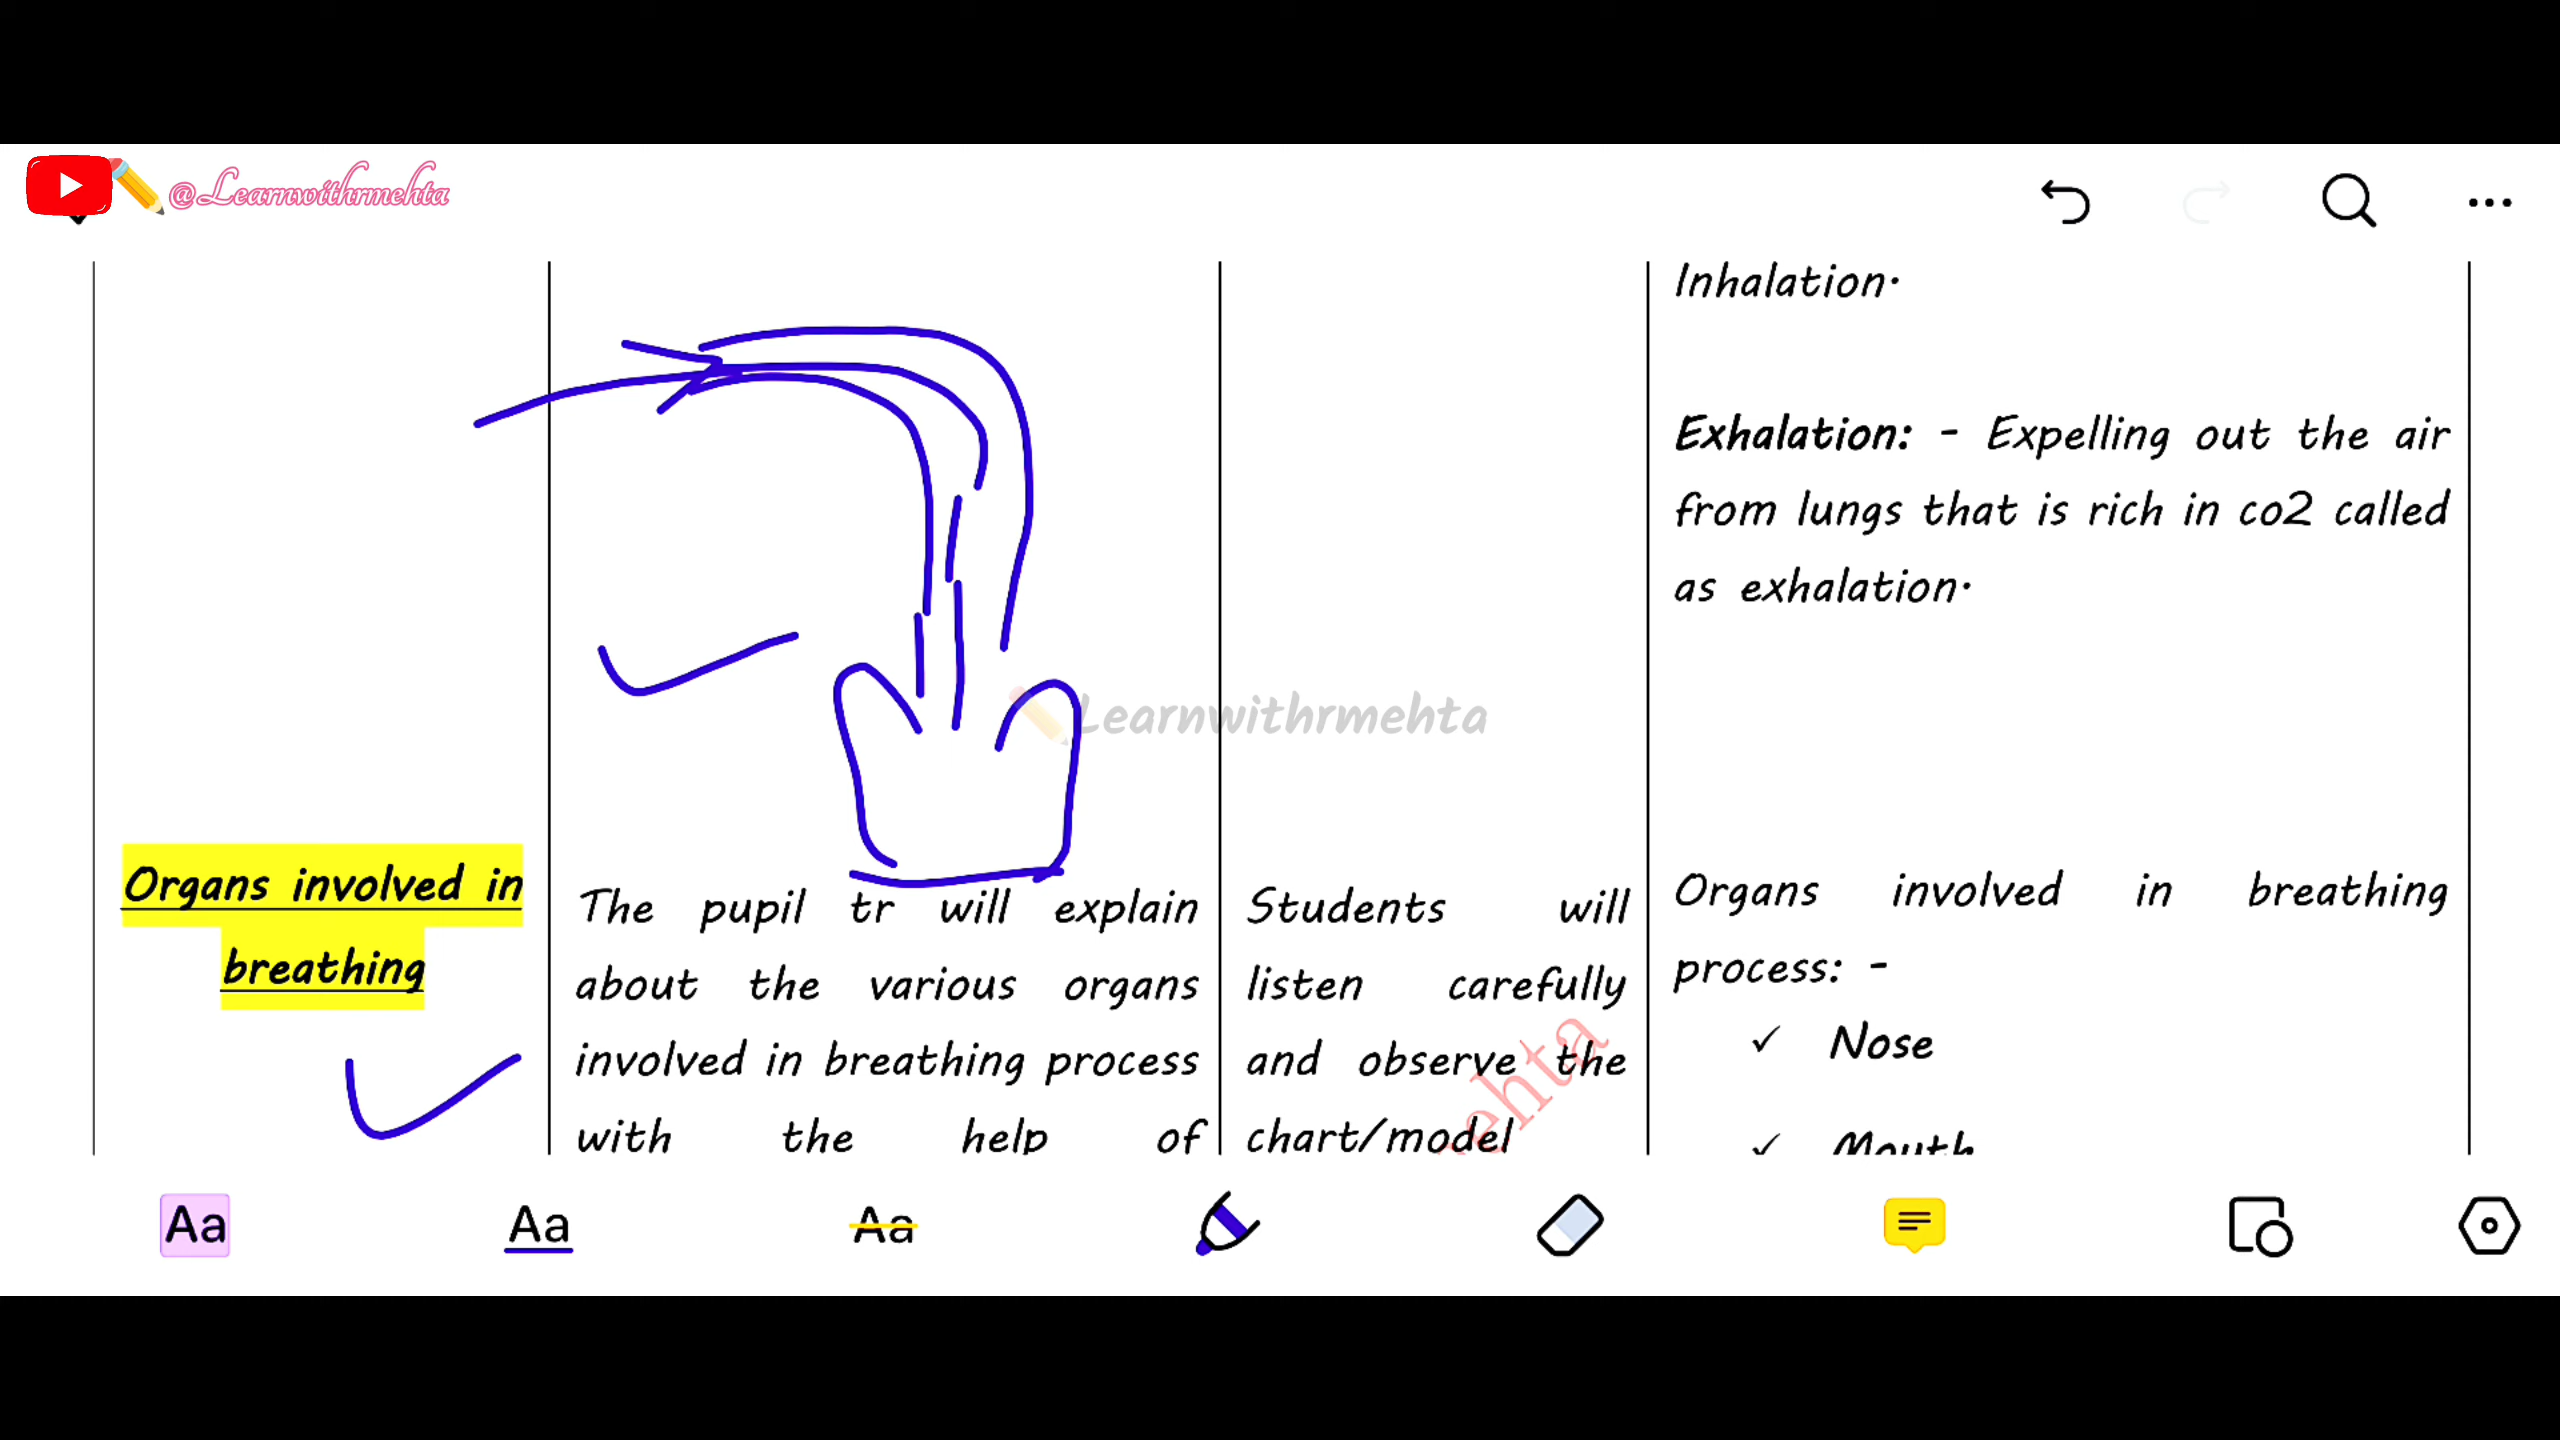 @Learnwithrmehta
Inhalation.
Exhalation: - Expelling out the air
from lungs that is rich in co2 called
as exhalation.
Learnwithrmehta
Organs involved in
breathing
The pupil tr will explain
about the various organs
involved in breathing process
with the help of
Students will
listen carefully
and observe the
chart/model
ehta
Organs involved in breathing
process: -
✓ Nose
✓ Mouth
Aa
Aa
Aa